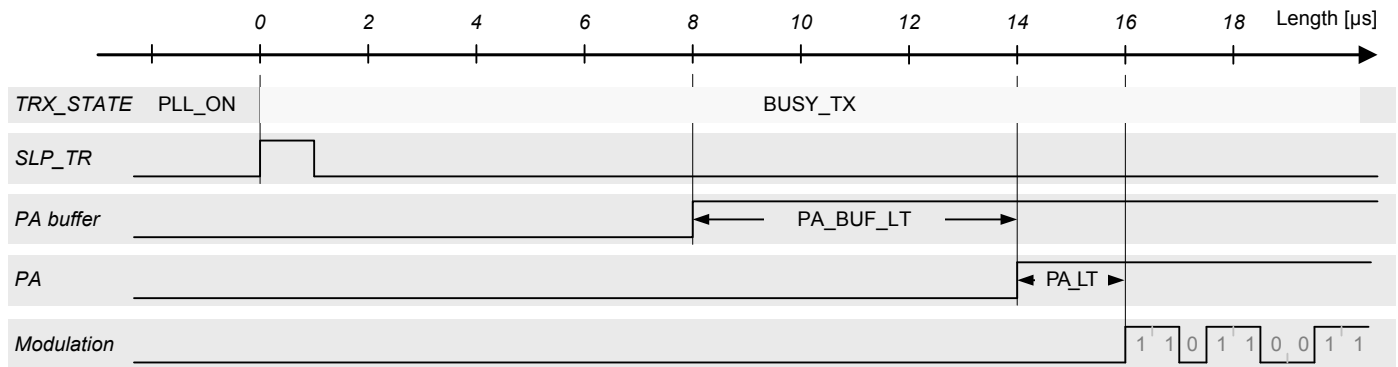 0 2 4 6 8 10 12 14 16 18 Length [µs]
TRX_STATE PLL_ON BUSY_TX
SLP_TR
PA buffer PA_BUF_LT
PA PA_LT
Modulation 1 1 0 1 1 0 0 1 1